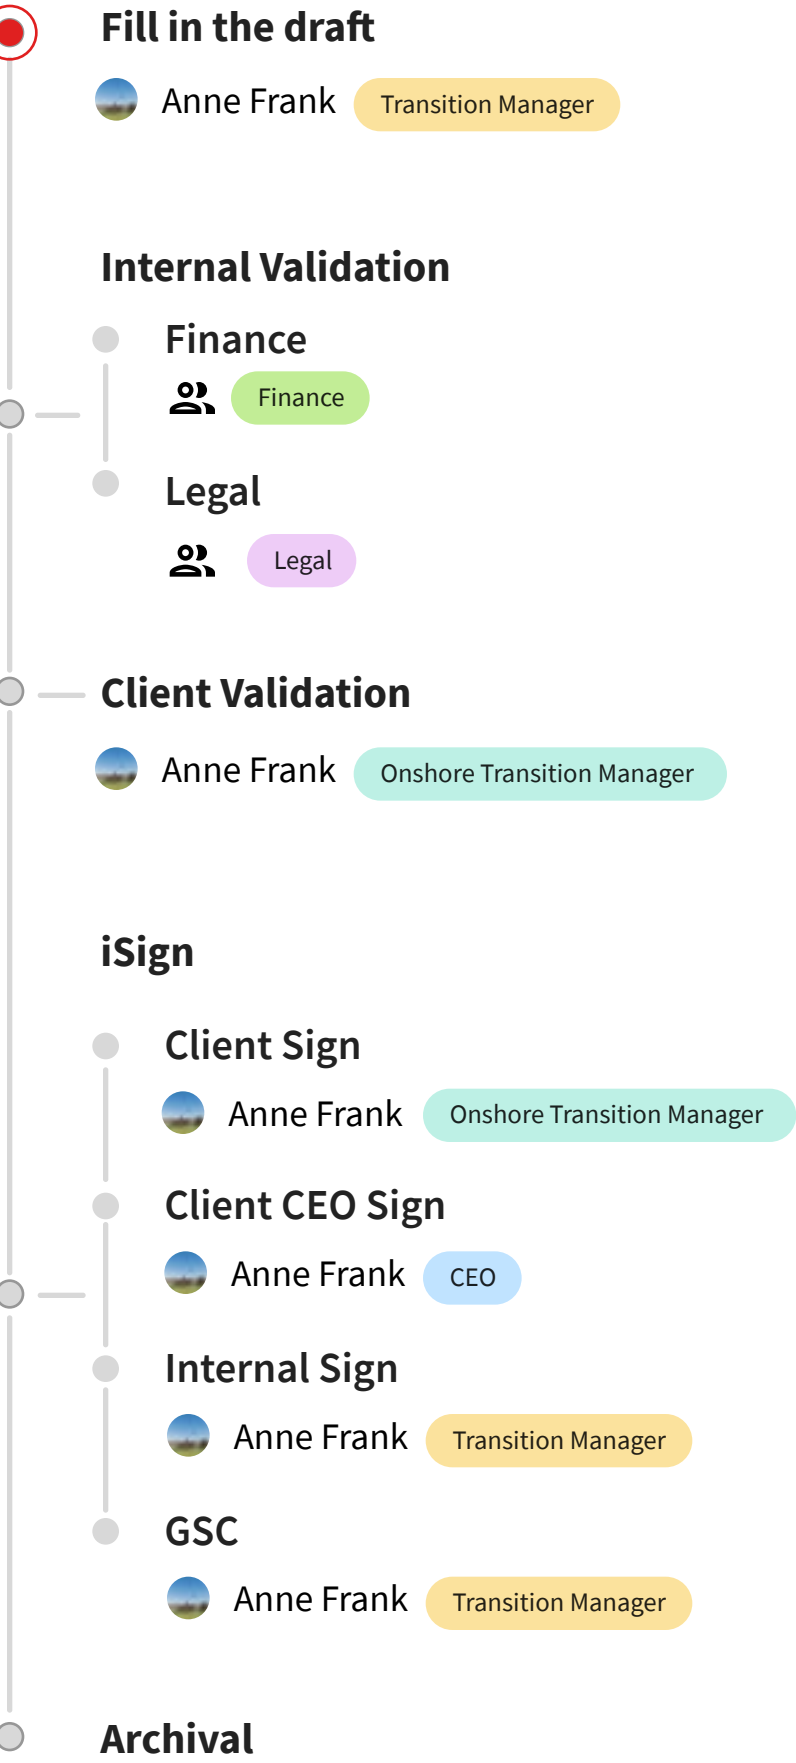 Fill in the draft
Anne Frank Transition Manager
Internal Validation
Finance
Finance
Legal
Legal
Client Validation
Anne Frank Onshore Transition Manager
iSign
Client Sign
Anne Frank Onshore Transition Manager
Client CEO Sign
Anne Frank CEO
Internal Sign
Anne Frank Transition Manager
GSC
Anne Frank Transition Manager
Archival